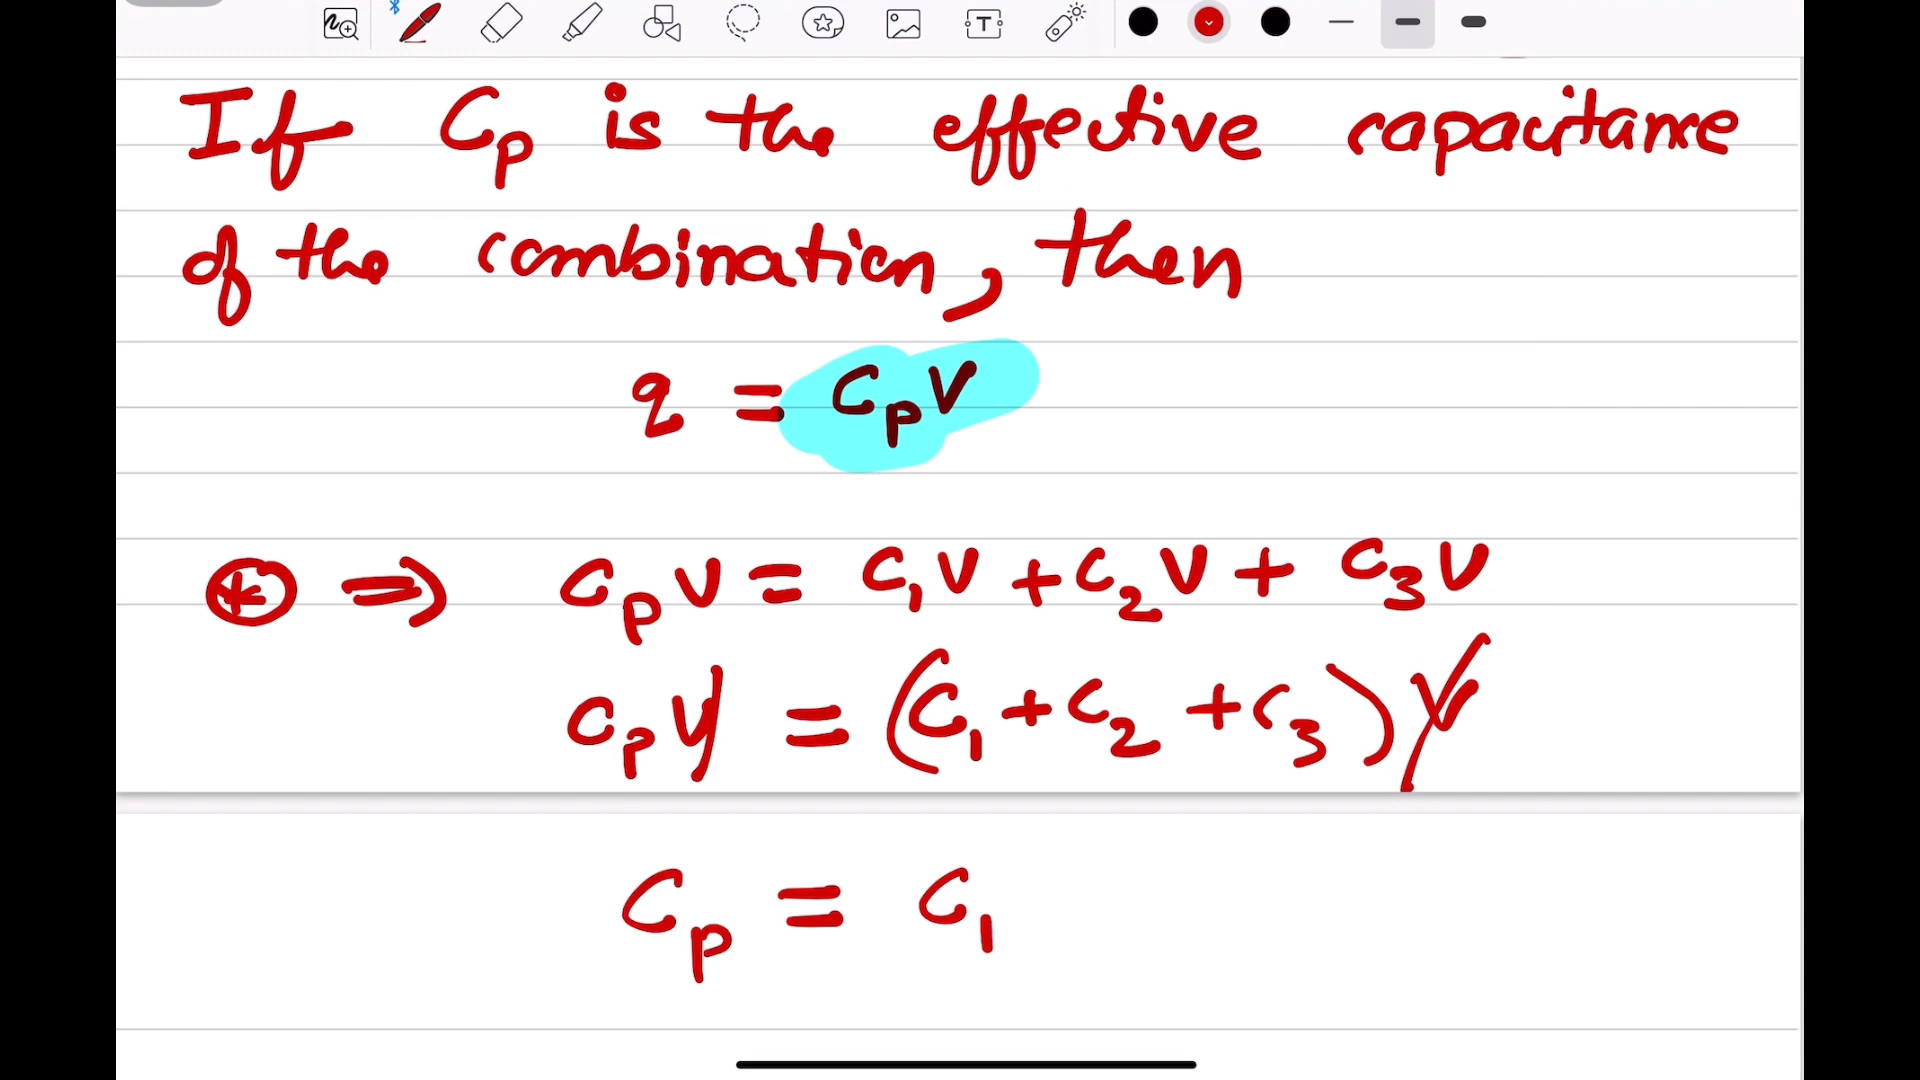 If Cp is the effective capacitance
of the combination, then
q = CpV
⊛ ⇒ CpV = C₁V + C₂V + C₃V
CpV = (C₁ + C₂ + C₃)V
Cp = C₁